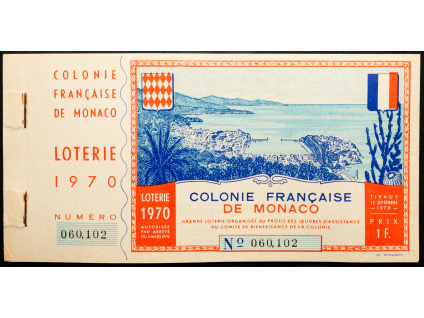 COLONIE
FRANÇAISE
DE MONACO
LOTERIE
1970
NUMERO
060,102
LOTERIE
1970
AUTORISÉE
PAR ARRÊTÉ
COLONIE FRANÇAISE
DE MONACO
GRANDE LOTERIE ORGANISÉE AU PROFIT DES ŒUVRES D'ASSISTANCE
DU COMITÉ DE BIENFAISANCE DE LA COLONIE
No 060,102
TIRAGE
12 SEPTEMBRE
1970
PRIX
1F.